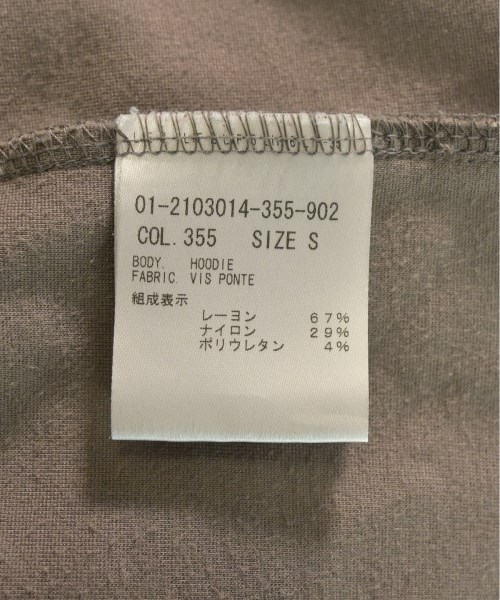 01-2103014-355-902
COL.355 SIZE S
BODY. HOODIE
FABRIC. VIS PONTE
組成表示
レーヨン 67%
ナイロン 29%
ポリウレタン 4%